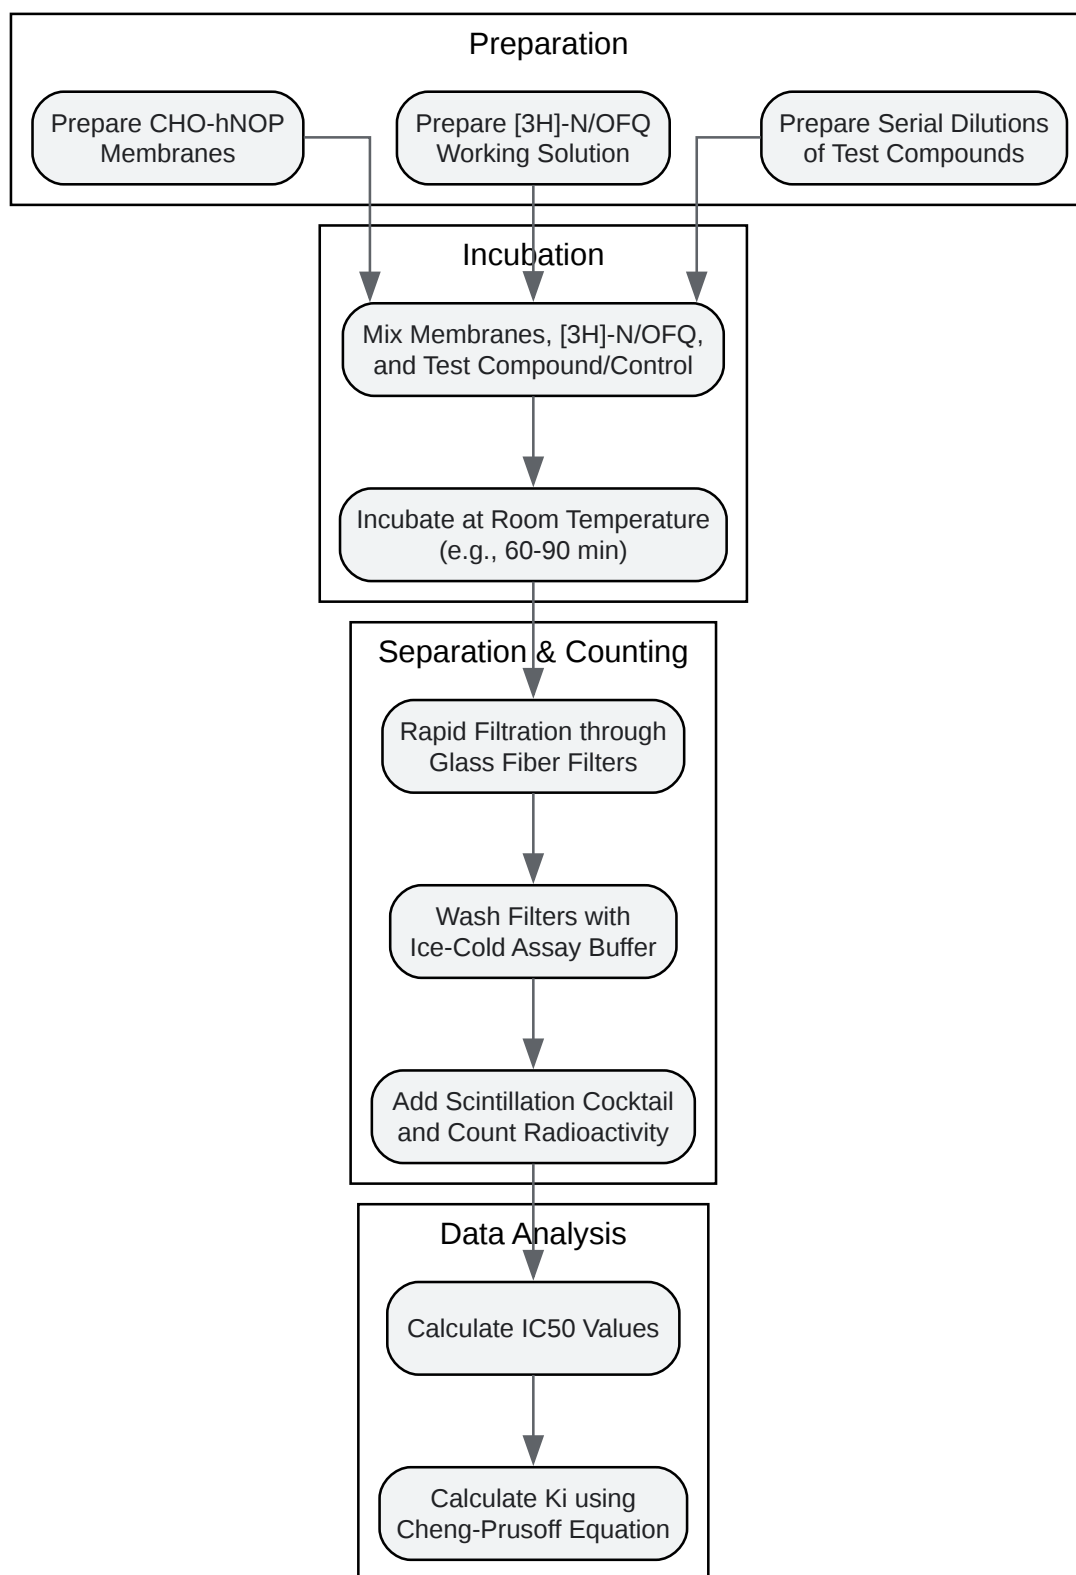 Preparation
Prepare CHO-hNOP
Membranes
Prepare [3H]-N/OFQ
Working Solution
Prepare Serial Dilutions
of Test Compounds
Incubation
Mix Membranes, [3H]-N/OFQ,
and Test Compound/Control
Incubate at Room Temperature
(e.g., 60-90 min)
Separation & Counting
Rapid Filtration through
Glass Fiber Filters
Wash Filters with
Ice-Cold Assay Buffer
Add Scintillation Cocktail
and Count Radioactivity
Data Analysis
Calculate IC50 Values
Calculate Ki using
Cheng-Prusoff Equation